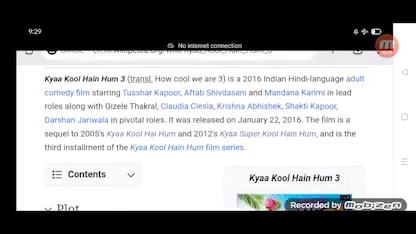 9:29
No internet connection
Kyaa Kool Hain Hum 3 (transl. How cool we are 3) is a 2016 Indian Hindi-language adult
comedy film starring Tusshar Kapoor, Aftab Shivdasani and Mandana Karimi in lead
roles along with Gizele Thakral, Claudia Ciesla, Krishna Abhishek, Shakti Kapoor,
Darshan Jariwala in pivotal roles. It was released on January 22, 2016. The film is a
sequel to 2005's Kyaa Kool Hai Hum and 2012's Kyaa Super Kool Hain Hum, and is the
third installment of the Kyaa Kool Hain Hum film series.
Contents
Kyaa Kool Hain Hum 3
Plot
Recorded by MOBIZEN